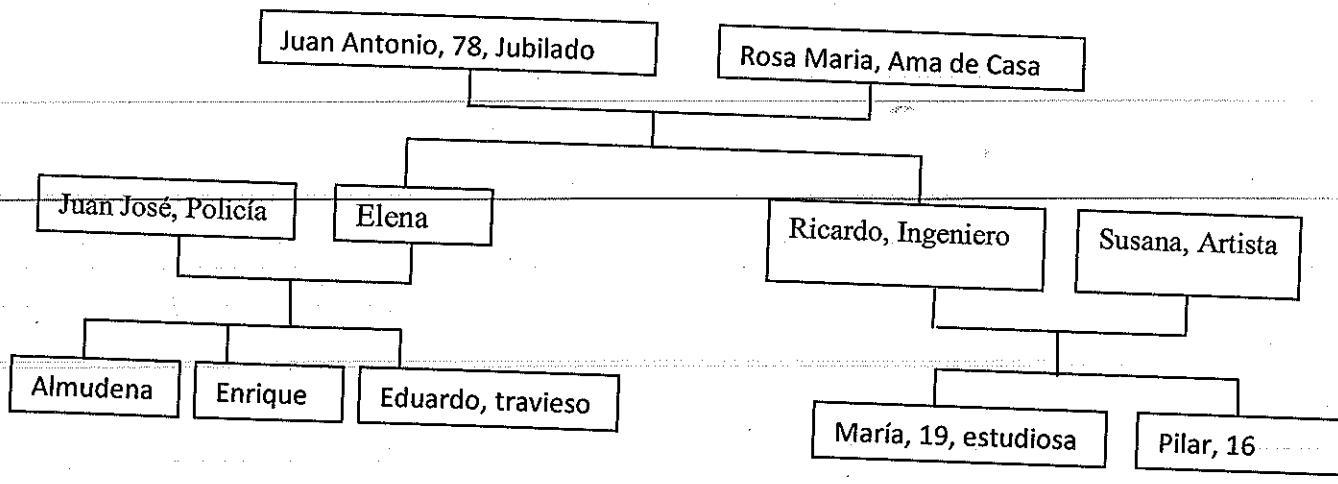 Juan Antonio, 78, Jubilado
Rosa Maria, Ama de Casa
Juan José, Policía
Elena
Ricardo, Ingeniero
Susana, Artista
Almudena
Enrique
Eduardo, travieso
María, 19, estudiosa
Pilar, 16